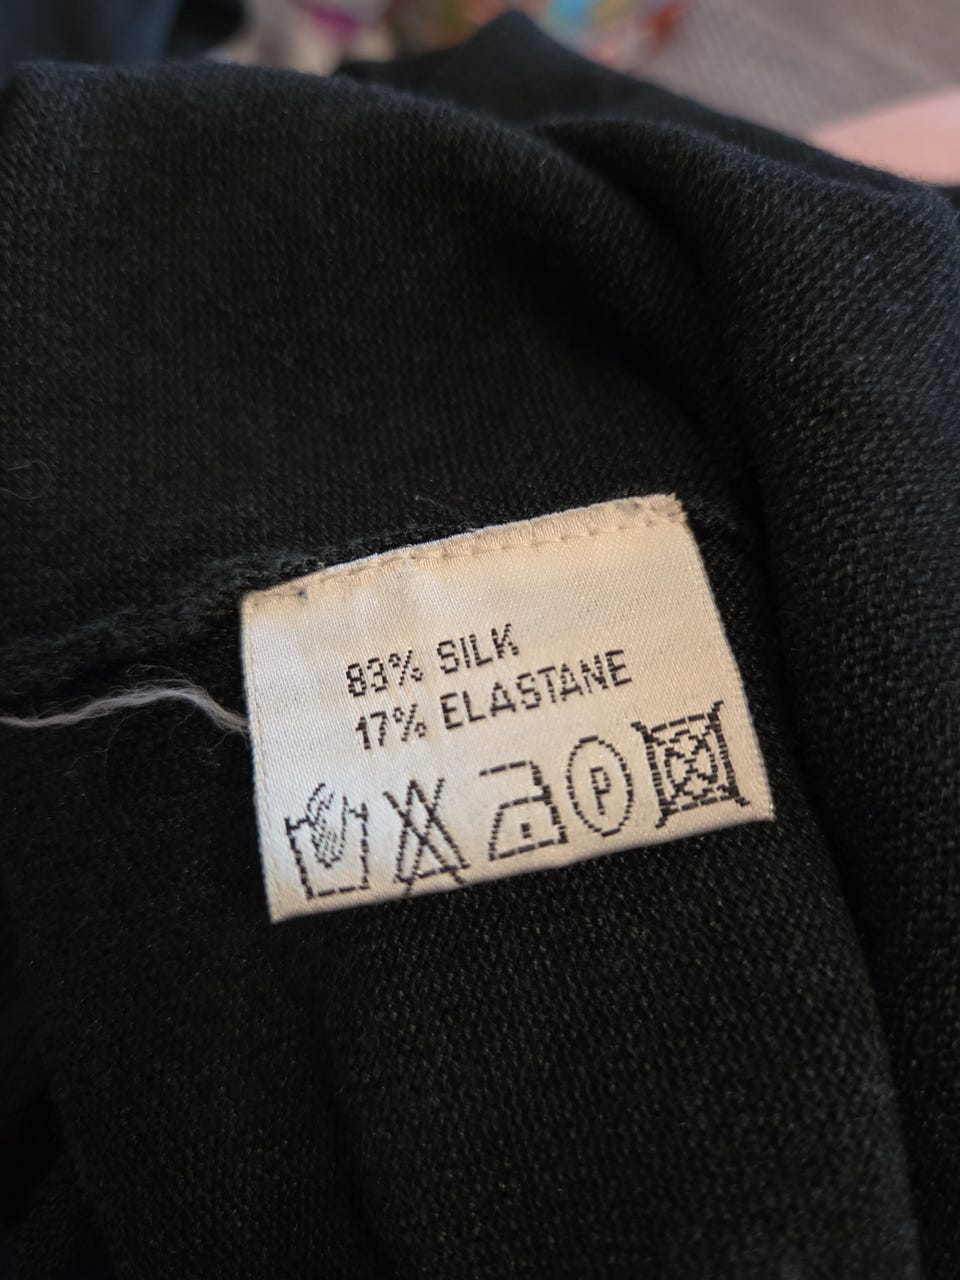 83% SILK
17% ELASTANE
P